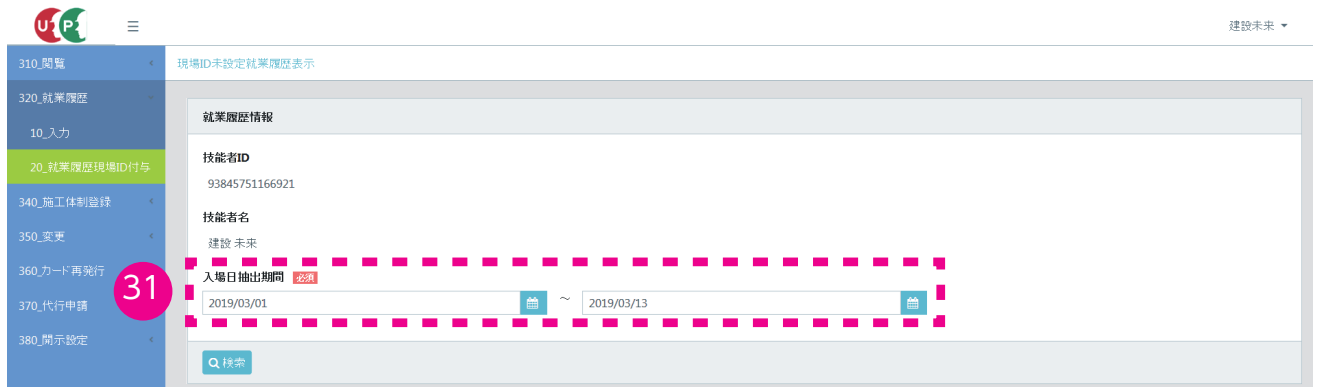 U P
建設未来
310_閲覧
現場ID未設定就業履歴表示
320_就業履歴
10_入力
20_就業履歴現場ID付与
340_施工体制登録
350_変更
360_カード再発行
370_代行申請
380_開示設定
就業履歴情報
技能者ID
93845751166921
技能者名
建設 未来
31
入場日抽出期間 必須
2019/03/01 ～ 2019/03/13
検索